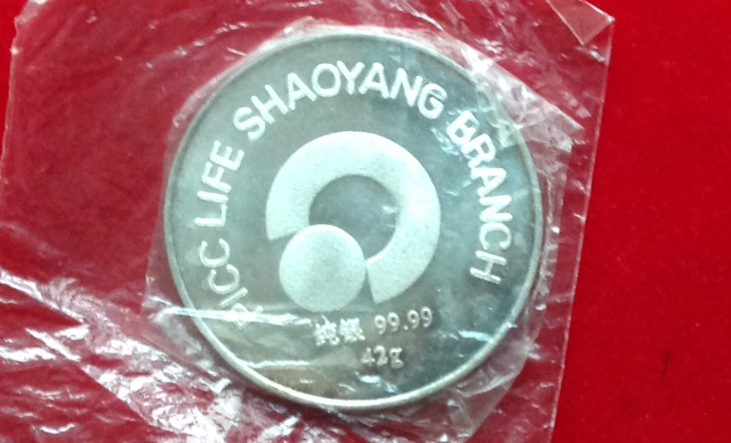 PICC LIFE SHAOYANG BRANCH
纯银 99.99
42g